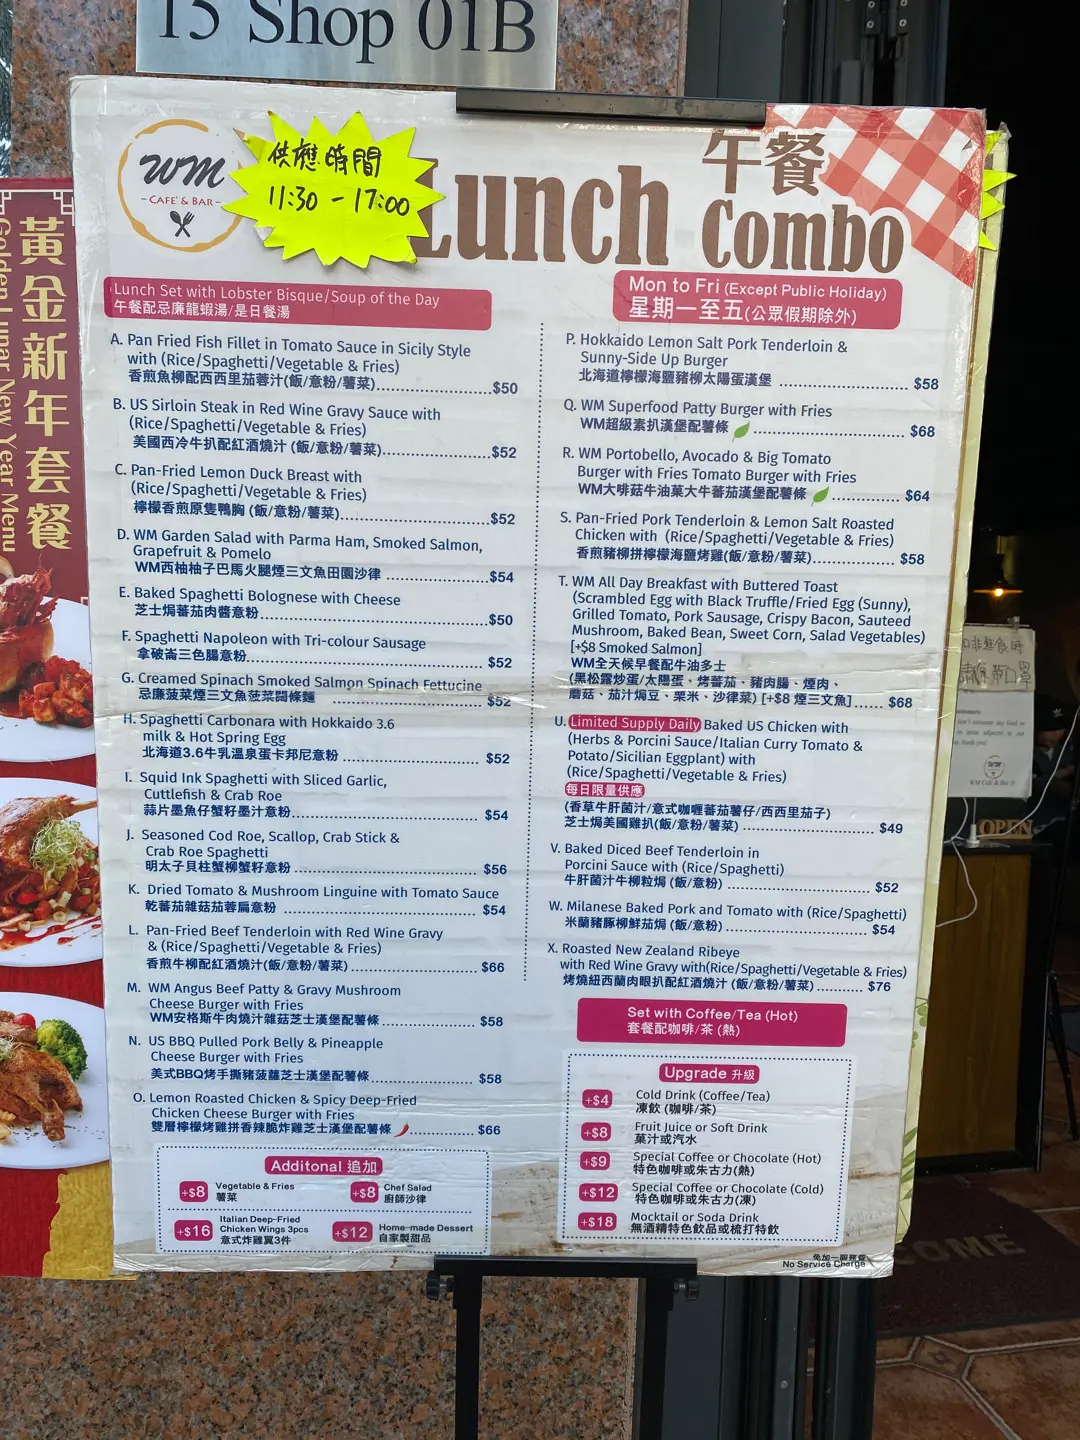 15 Shop 01B
WM
- CAFE' & BAR -
供應時間
11:30 - 17:00
午餐
Lunch Combo
Lunch Set with Lobster Bisque/Soup of the Day
午餐配忌廉龍蝦湯/是日餐湯
Mon to Fri (Except Public Holiday)
星期一至五(公眾假期除外)
A. Pan Fried Fish Fillet in Tomato Sauce in Sicily Style
with (Rice/Spaghetti/Vegetable & Fries)
香煎魚柳配西西里茄蓉汁(飯/意粉/薯菜)....................$50
B. US Sirloin Steak in Red Wine Gravy Sauce with
(Rice/Spaghetti/Vegetable & Fries)
美國西冷牛扒配紅酒燒汁 (飯/意粉/薯菜)....................$52
C. Pan-Fried Lemon Duck Breast with
(Rice/Spaghetti/Vegetable & Fries)
檸檬香煎原隻鴨胸 (飯/意粉/薯菜)....................$52
D. WM Garden Salad with Parma Ham, Smoked Salmon,
Grapefruit & Pomelo
WM西柚柚子巴馬火腿煙三文魚田園沙律 ....................$54
E. Baked Spaghetti Bolognese with Cheese
芝士焗蕃茄肉醬意粉....................$50
F. Spaghetti Napoleon with Tri-colour Sausage
拿破崙三色腸意粉....................$52
G. Creamed Spinach Smoked Salmon Spinach Fettucine
忌廉菠菜煙三文魚菠菜闊條麵 ....................$52
H. Spaghetti Carbonara with Hokkaido 3.6
milk & Hot Spring Egg
北海道3.6牛乳溫泉蛋卡邦尼意粉 ....................$52
I. Squid Ink Spaghetti with Sliced Garlic,
Cuttlefish & Crab Roe
蒜片墨魚仔蟹籽墨汁意粉....................$54
J. Seasoned Cod Roe, Scallop, Crab Stick &
Crab Roe Spaghetti
明太子貝柱蟹柳蟹籽意粉 ....................$56
K. Dried Tomato & Mushroom Linguine with Tomato Sauce
乾蕃茄雜菇茄蓉扁意粉 ....................$54
L. Pan-Fried Beef Tenderloin with Red Wine Gravy
& (Rice/Spaghetti/Vegetable & Fries)
香煎牛柳配紅酒燒汁(飯/意粉/薯菜) ....................$66
M. WM Angus Beef Patty & Gravy Mushroom
Cheese Burger with Fries
WM安格斯牛肉燒汁雜菇芝士漢堡配薯條 ....................$58
N. US BBQ Pulled Pork Belly & Pineapple
Cheese Burger with Fries
美式BBQ烤手撕豬菠蘿芝士漢堡配薯條....................$58
O. Lemon Roasted Chicken & Spicy Deep-Fried
Chicken Cheese Burger with Fries
雙層檸檬烤雞拼香辣脆炸雞芝士漢堡配薯條 ....................$66
Additonal 追加
+$8 Vegetable & Fries
薯菜
+$8 Chef Salad
廚師沙律
+$16 Italian Deep-Fried
Chicken Wings 3pcs
意式炸雞翼3件
+$12 Home-made Dessert
自家製甜品
P. Hokkaido Lemon Salt Pork Tenderloin &
Sunny-Side Up Burger
北海道檸檬海鹽豬柳太陽蛋漢堡 ....................$58
Q. WM Superfood Patty Burger with Fries
WM超級素扒漢堡配薯條 ....................$68
R. WM Portobello, Avocado & Big Tomato
Burger with Fries Tomato Burger with Fries
WM大啡菇牛油菓大牛蕃茄漢堡配薯條 ....................$64
S. Pan-Fried Pork Tenderloin & Lemon Salt Roasted
Chicken with (Rice/Spaghetti/Vegetable & Fries)
香煎豬柳拼檸檬海鹽烤雞(飯/意粉/薯菜)....................$58
T. WM All Day Breakfast with Buttered Toast
(Scrambled Egg with Black Truffle/Fried Egg (Sunny),
Grilled Tomato, Pork Sausage, Crispy Bacon, Sauteed
Mushroom, Baked Bean, Sweet Corn, Salad Vegetables)
[+$8 Smoked Salmon]
WM全天候早餐配牛油多士
(黑松露炒蛋/太陽蛋、烤蕃茄、豬肉腸、煙肉、
蘑菇、茄汁焗豆、粟米、沙律菜) [+$8 煙三文魚]...... $68
U. Limited Supply Daily Baked US Chicken with
(Herbs & Porcini Sauce/Italian Curry Tomato &
Potato/Sicilian Eggplant) with
(Rice/Spaghetti/Vegetable & Fries)
每日限量供應
(香草牛肝菌汁/意式咖喱蕃茄薯仔/西西里茄子)
芝士焗美國雞扒(飯/意粉/薯菜) ....................$49
V. Baked Diced Beef Tenderloin in
Porcini Sauce with (Rice/Spaghetti)
牛肝菌汁牛柳粒焗 (飯/意粉) ....................$52
W. Milanese Baked Pork and Tomato with (Rice/Spaghetti)
米蘭豬豚柳鮮茄焗 (飯/意粉)....................$54
X. Roasted New Zealand Ribeye
with Red Wine Gravy with(Rice/Spaghetti/Vegetable & Fries)
烤燒紐西蘭肉眼扒配紅酒燒汁 (飯/意粉/薯菜).......... $76
Set with Coffee/Tea (Hot)
套餐配咖啡/茶 (熱)
Upgrade 升級
+$4 Cold Drink (Coffee/Tea)
凍飲 (咖啡/茶)
+$8 Fruit Juice or Soft Drink
菓汁或汽水
+$9 Special Coffee or Chocolate (Hot)
特色咖啡或朱古力(熱)
+$12 Special Coffee or Chocolate (Cold)
特色咖啡或朱古力(凍)
+$18 Mocktail or Soda Drink
無酒精特色飲品或梳打特飲
免加一服務費
No Service Charge
黃金新年套餐
Golden Lunar New Year Menu
WM Café & Bar
OPEN
COME